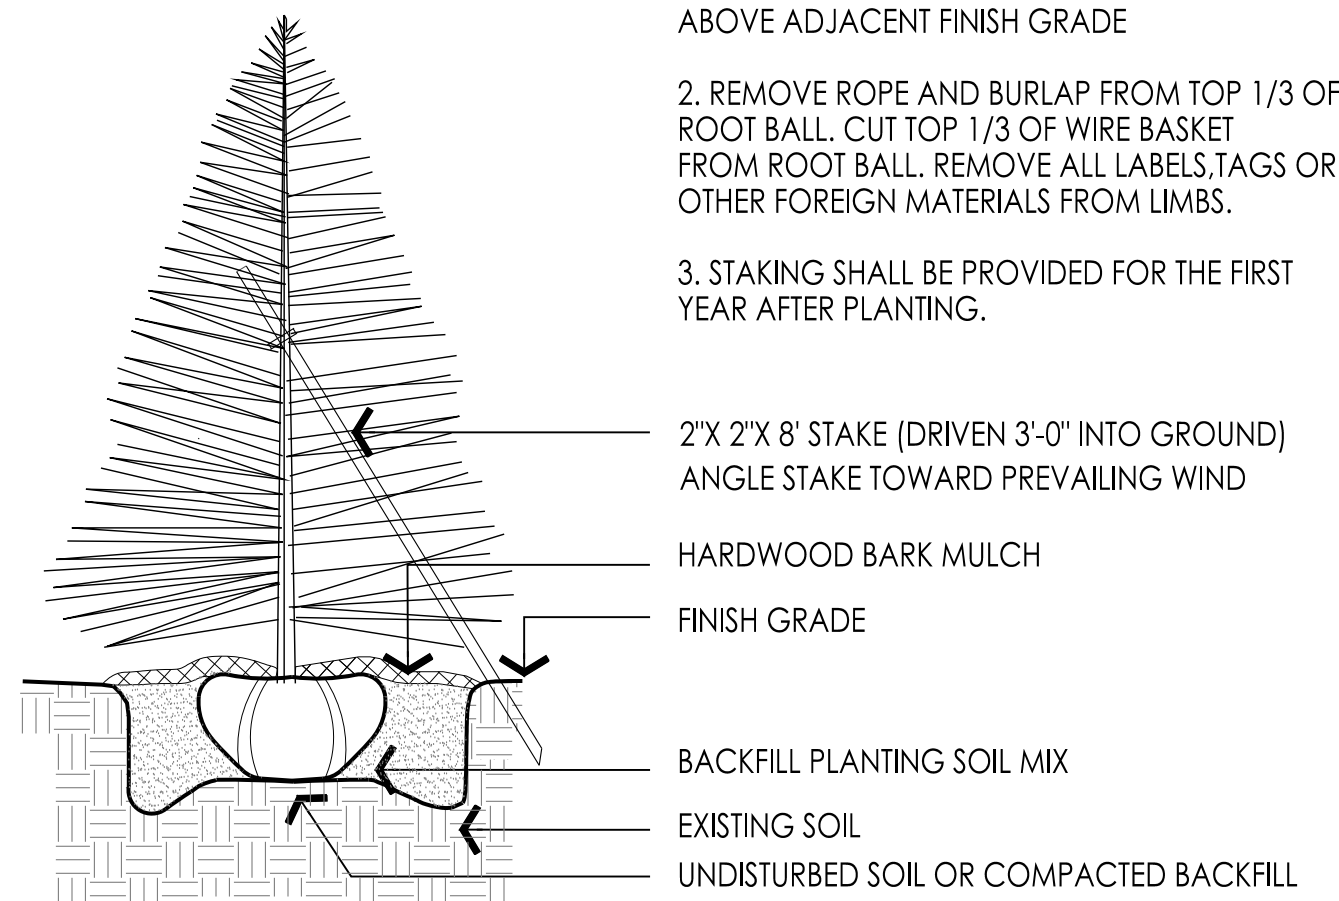 ABOVE ADJACENT FINISH GRADE
2. REMOVE ROPE AND BURLAP FROM TOP 1/3 OF
ROOT BALL. CUT TOP 1/3 OF WIRE BASKET
FROM ROOT BALL. REMOVE ALL LABELS,TAGS OR
OTHER FOREIGN MATERIALS FROM LIMBS.
3. STAKING SHALL BE PROVIDED FOR THE FIRST
YEAR AFTER PLANTING.
2"X 2"X 8' STAKE (DRIVEN 3'-0" INTO GROUND)
ANGLE STAKE TOWARD PREVAILING WIND
HARDWOOD BARK MULCH
FINISH GRADE
BACKFILL PLANTING SOIL MIX
EXISTING SOIL
UNDISTURBED SOIL OR COMPACTED BACKFILL